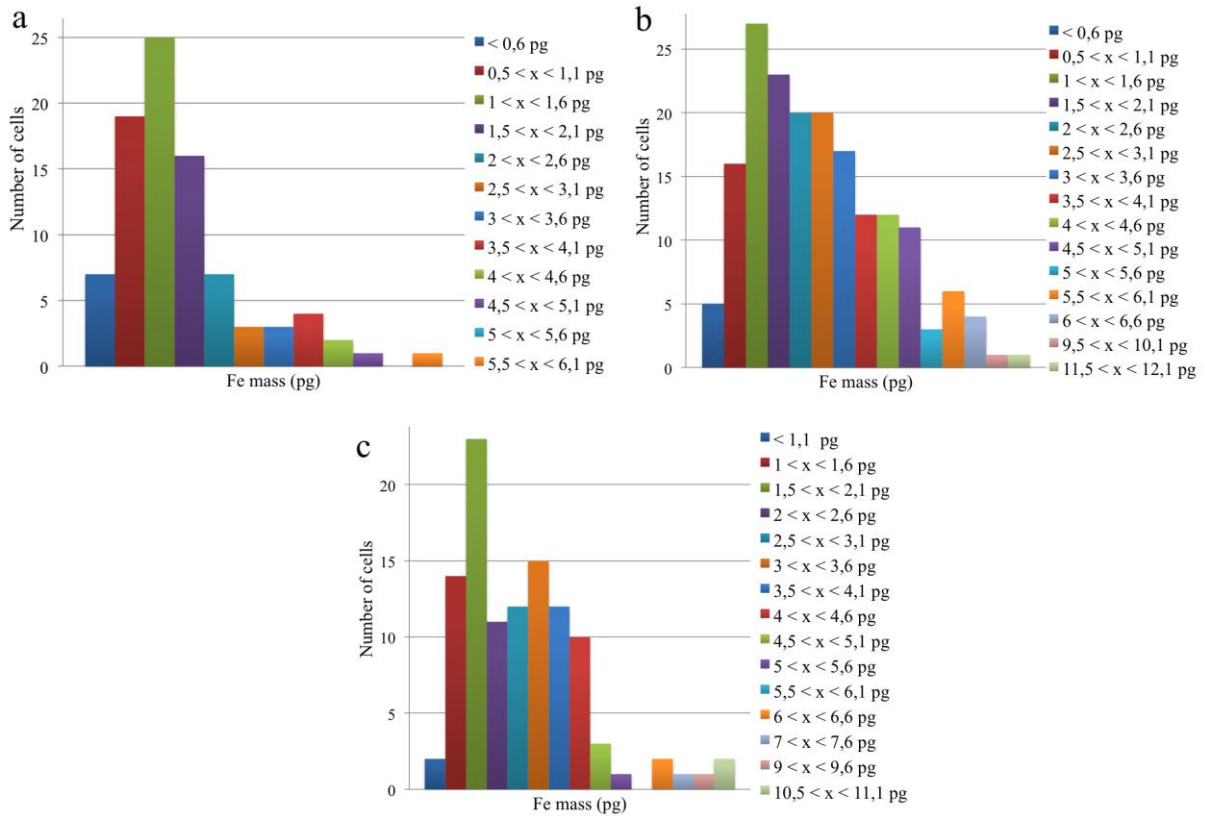 a
Number of cells
25
20
15
10
5
0
Fe mass (pg)
< 0,6 pg
0,5 < x < 1,1 pg
1 < x < 1,6 pg
1,5 < x < 2,1 pg
2 < x < 2,6 pg
2,5 < x < 3,1 pg
3 < x < 3,6 pg
3,5 < x < 4,1 pg
4 < x < 4,6 pg
4,5 < x < 5,1 pg
5 < x < 5,6 pg
5,5 < x < 6,1 pg
b
Number of cells
25
20
15
10
5
0
Fe mass (pg)
< 0,6 pg
0,5 < x < 1,1 pg
1 < x < 1,6 pg
1,5 < x < 2,1 pg
2 < x < 2,6 pg
2,5 < x < 3,1 pg
3 < x < 3,6 pg
3,5 < x < 4,1 pg
4 < x < 4,6 pg
4,5 < x < 5,1 pg
5 < x < 5,6 pg
5,5 < x < 6,1 pg
6 < x < 6,6 pg
9,5 < x < 10,1 pg
11,5 < x < 12,1 pg
c
Number of cells
20
15
10
5
0
Fe mass (pg)
< 1,1 pg
1 < x < 1,6 pg
1,5 < x < 2,1 pg
2 < x < 2,6 pg
2,5 < x < 3,1 pg
3 < x < 3,6 pg
3,5 < x < 4,1 pg
4 < x < 4,6 pg
4,5 < x < 5,1 pg
5 < x < 5,6 pg
5,5 < x < 6,1 pg
6 < x < 6,6 pg
7 < x < 7,6 pg
9 < x < 9,6 pg
10,5 < x < 11,1 pg